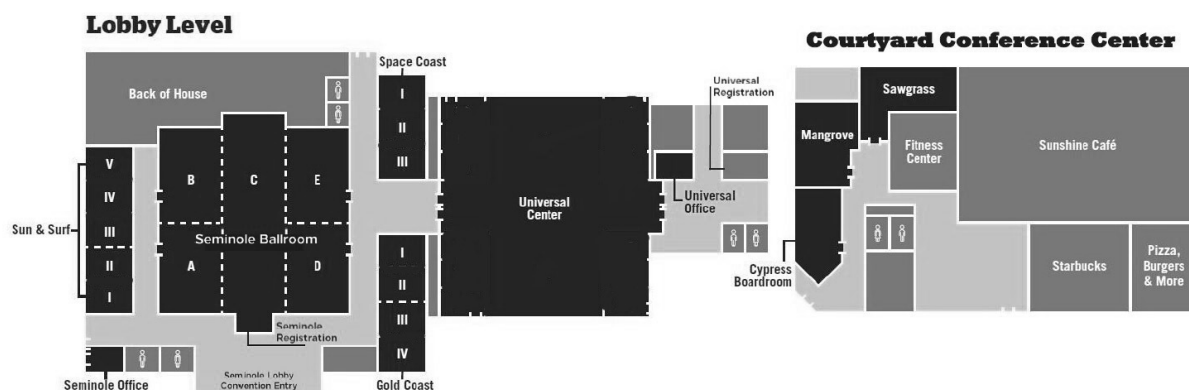 Lobby Level
Courtyard Conference Center
Space Coast
Universal
Registration
Back of House
I
II
III
V
IV
III
II
I
Sun & Surf
B
C
E
Seminole Ballroom
A
D
Universal
Center
Universal
Office
I
II
III
IV
Seminole
Registration
Seminole Office
Seminole Lobby
Convention Entry
Gold Coast
Sawgrass
Mangrove
Fitness
Center
Sunshine Café
Cypress
Boardroom
Starbucks
Pizza,
Burgers
& More